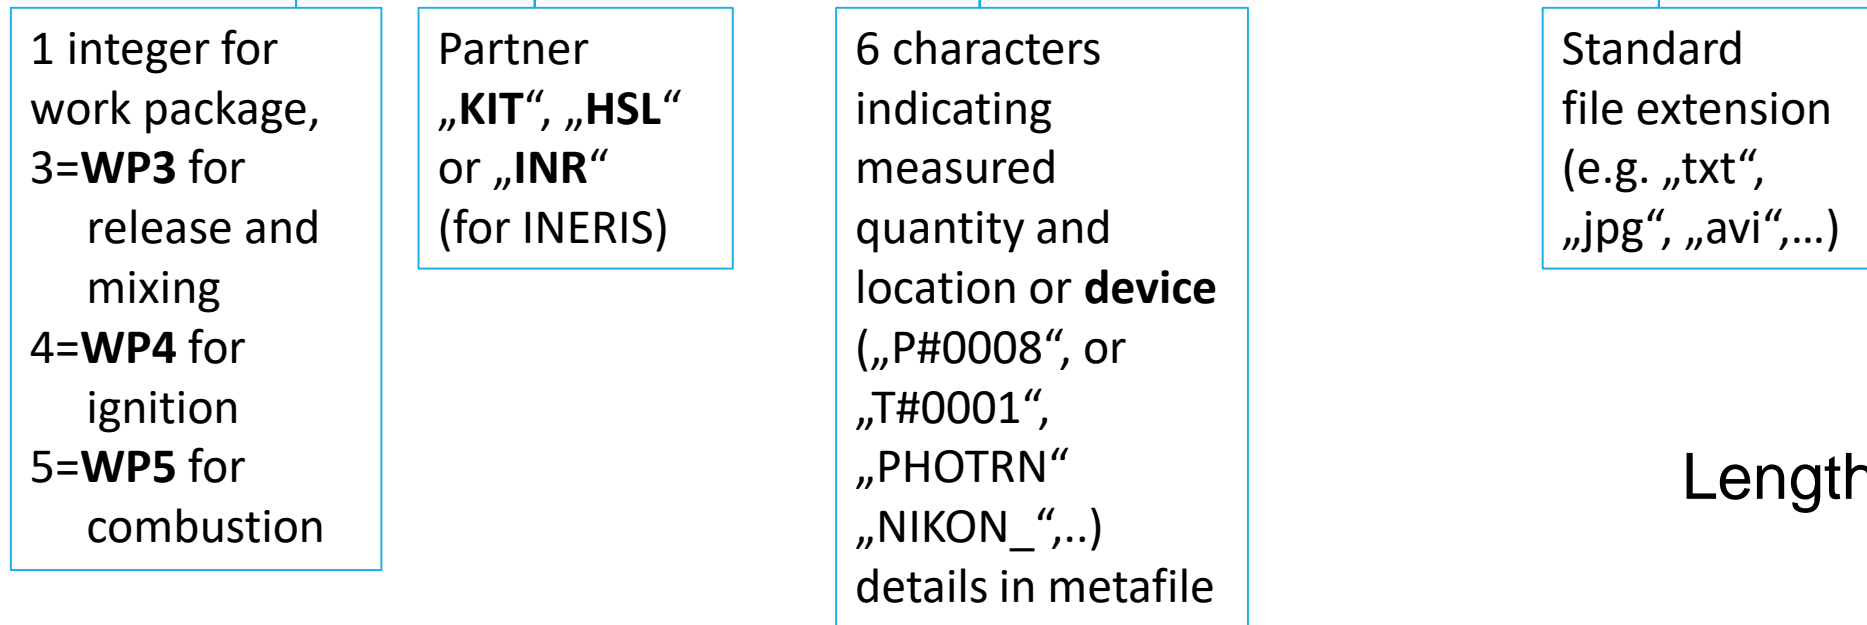 1 integer for
work package,
3=WP3 for
release and
mixing
4=WP4 for
ignition
5=WP5 for
combustion
Partner
„KIT“, „HSL“
or „INR“
(for INERIS)
6 characters
indicating
measured
quantity and
location or device
(„P#0008“, or
„T#0001“,
„PHOTRN“
„NIKON_“,..)
details in metafile
Standard
file extension
(e.g. „txt“,
„jpg“, „avi“,…)
Length